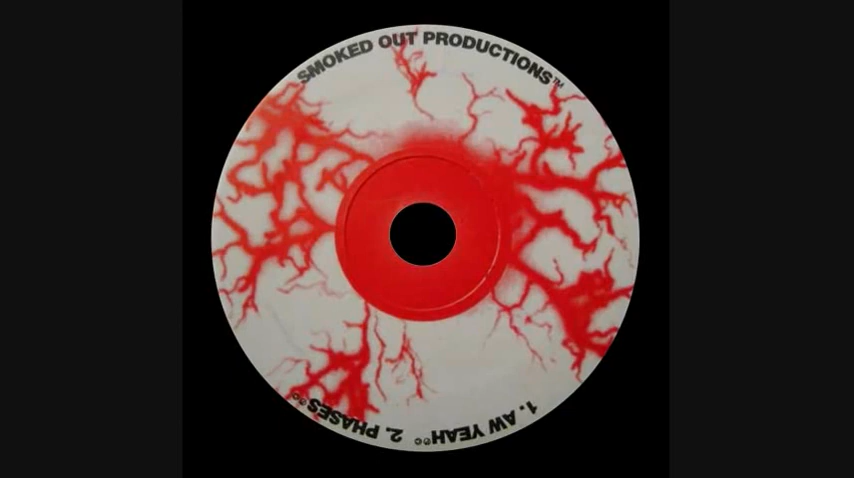 SMOKED OUT PRODUCTIONS™
1. AW YEAH©℗ 2. PHASES©℗